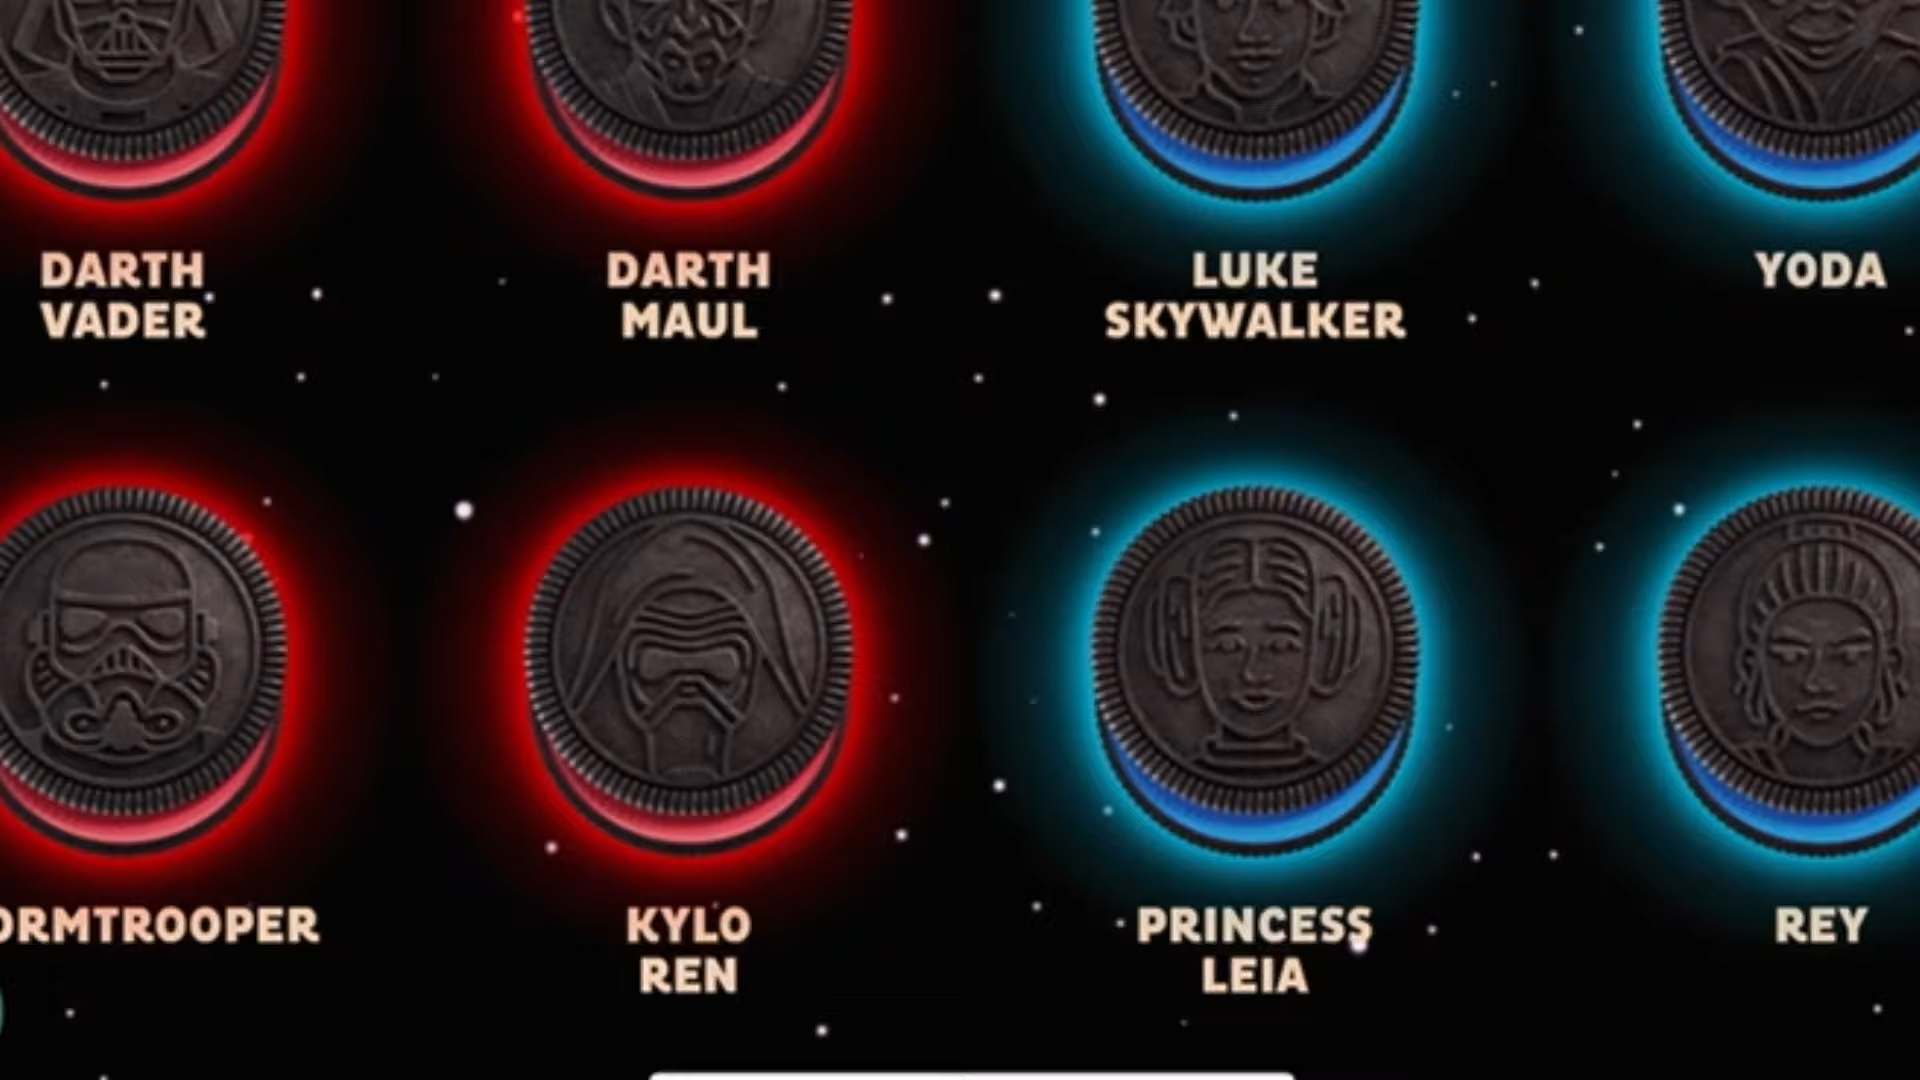 DARTH
VADER
DARTH
MAUL
LUKE
SKYWALKER
YODA
ORMTROOPER
KYLO
REN
PRINCESS
LEIA
REY